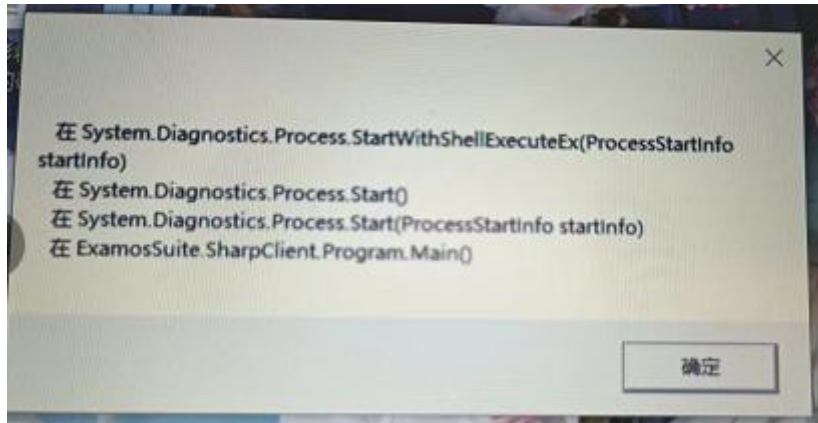 在 System.Diagnostics.Process.StartWithShellExecuteEx(ProcessStartInfo
startInfo)
在 System.Diagnostics.Process.Start()
在 System.Diagnostics.Process.Start(ProcessStartInfo startInfo)
在 ExamosSuite.SharpClient.Program.Main()
确定